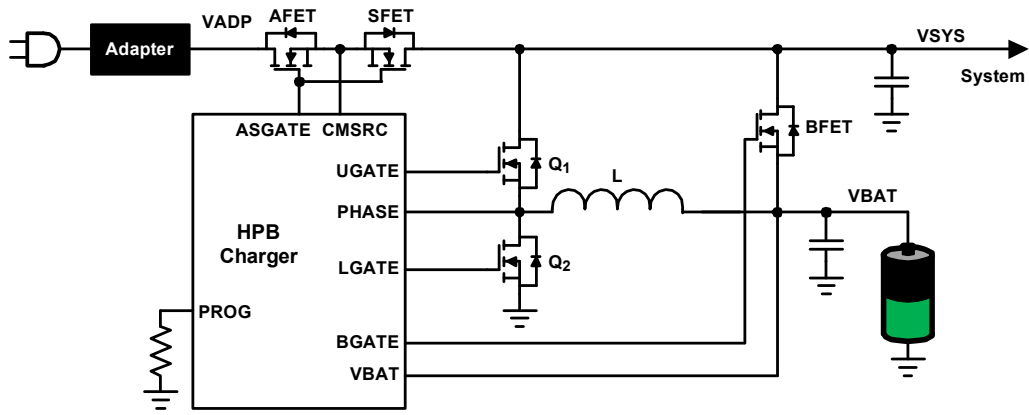 VADP
AFET
SFET
VSYS
Adapter
System
ASGATE
CMSRC
BFET
UGATE
Q1
L
PHASE
VBAT
HPB
Charger
LGATE
Q2
PROG
BGATE
VBAT